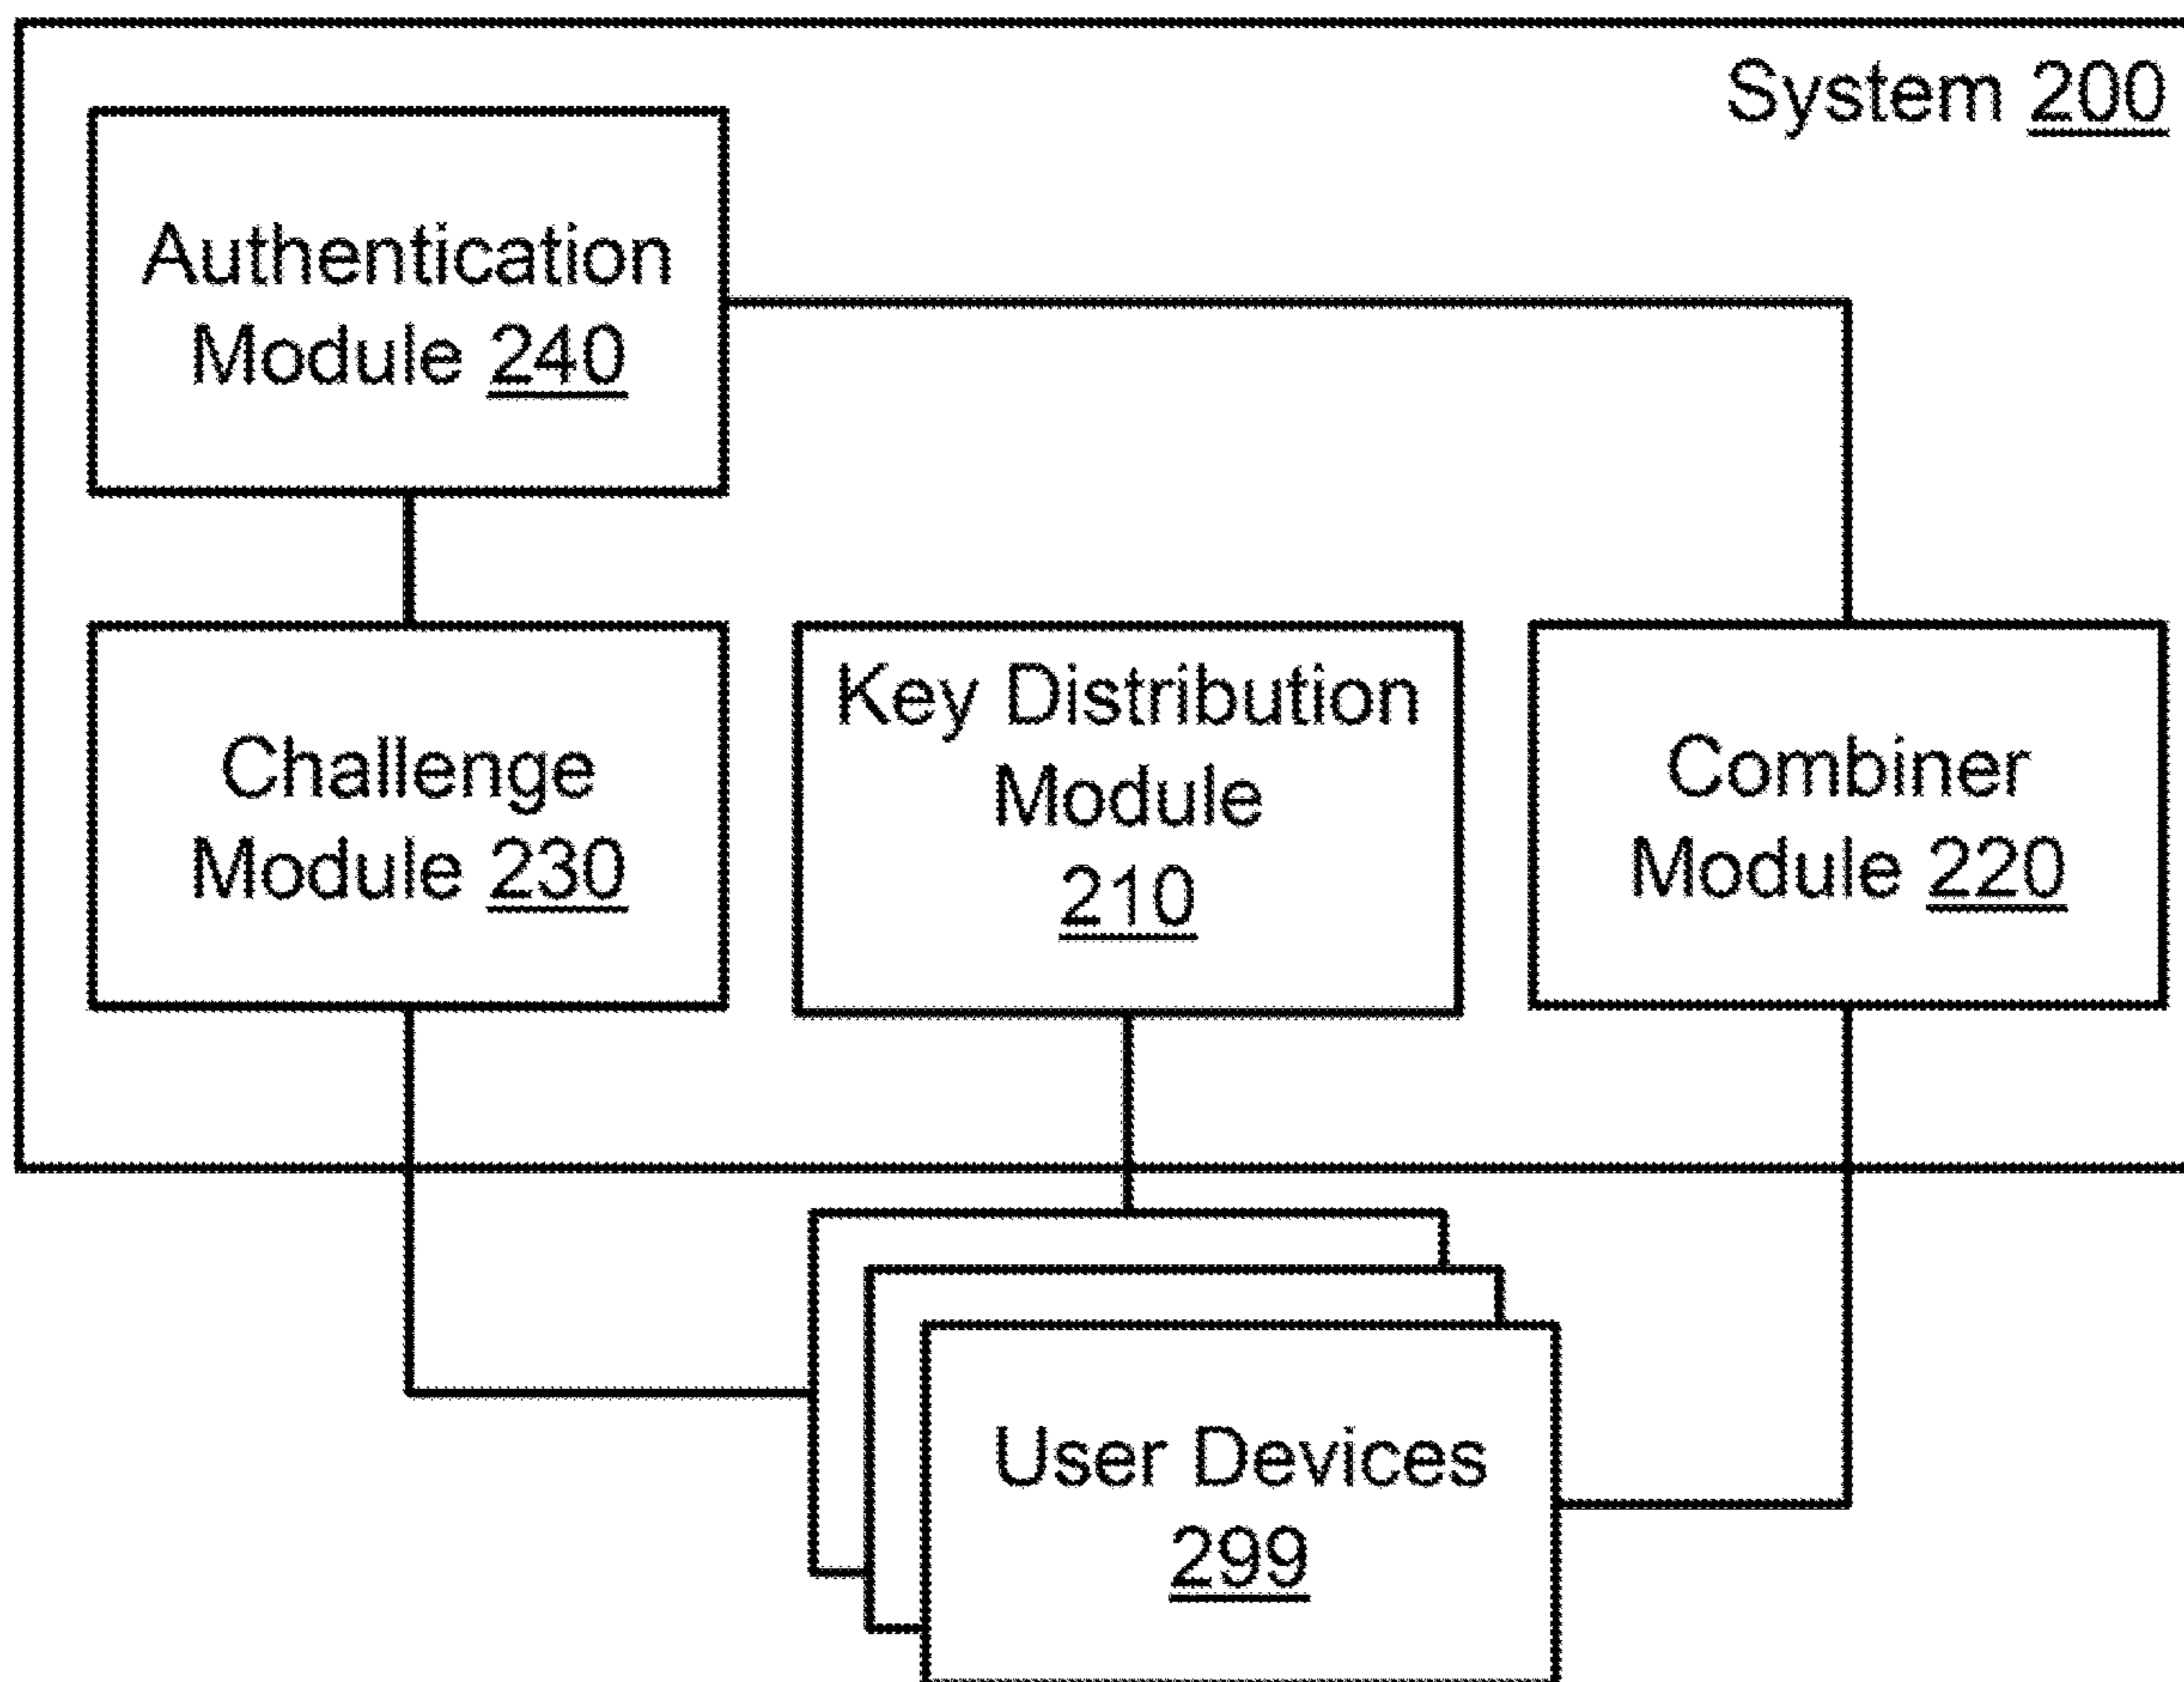 System 200
Authentication
Module 240
Challenge
Module 230
Key Distribution
Module
210
Combiner
Module 220
User Devices
299